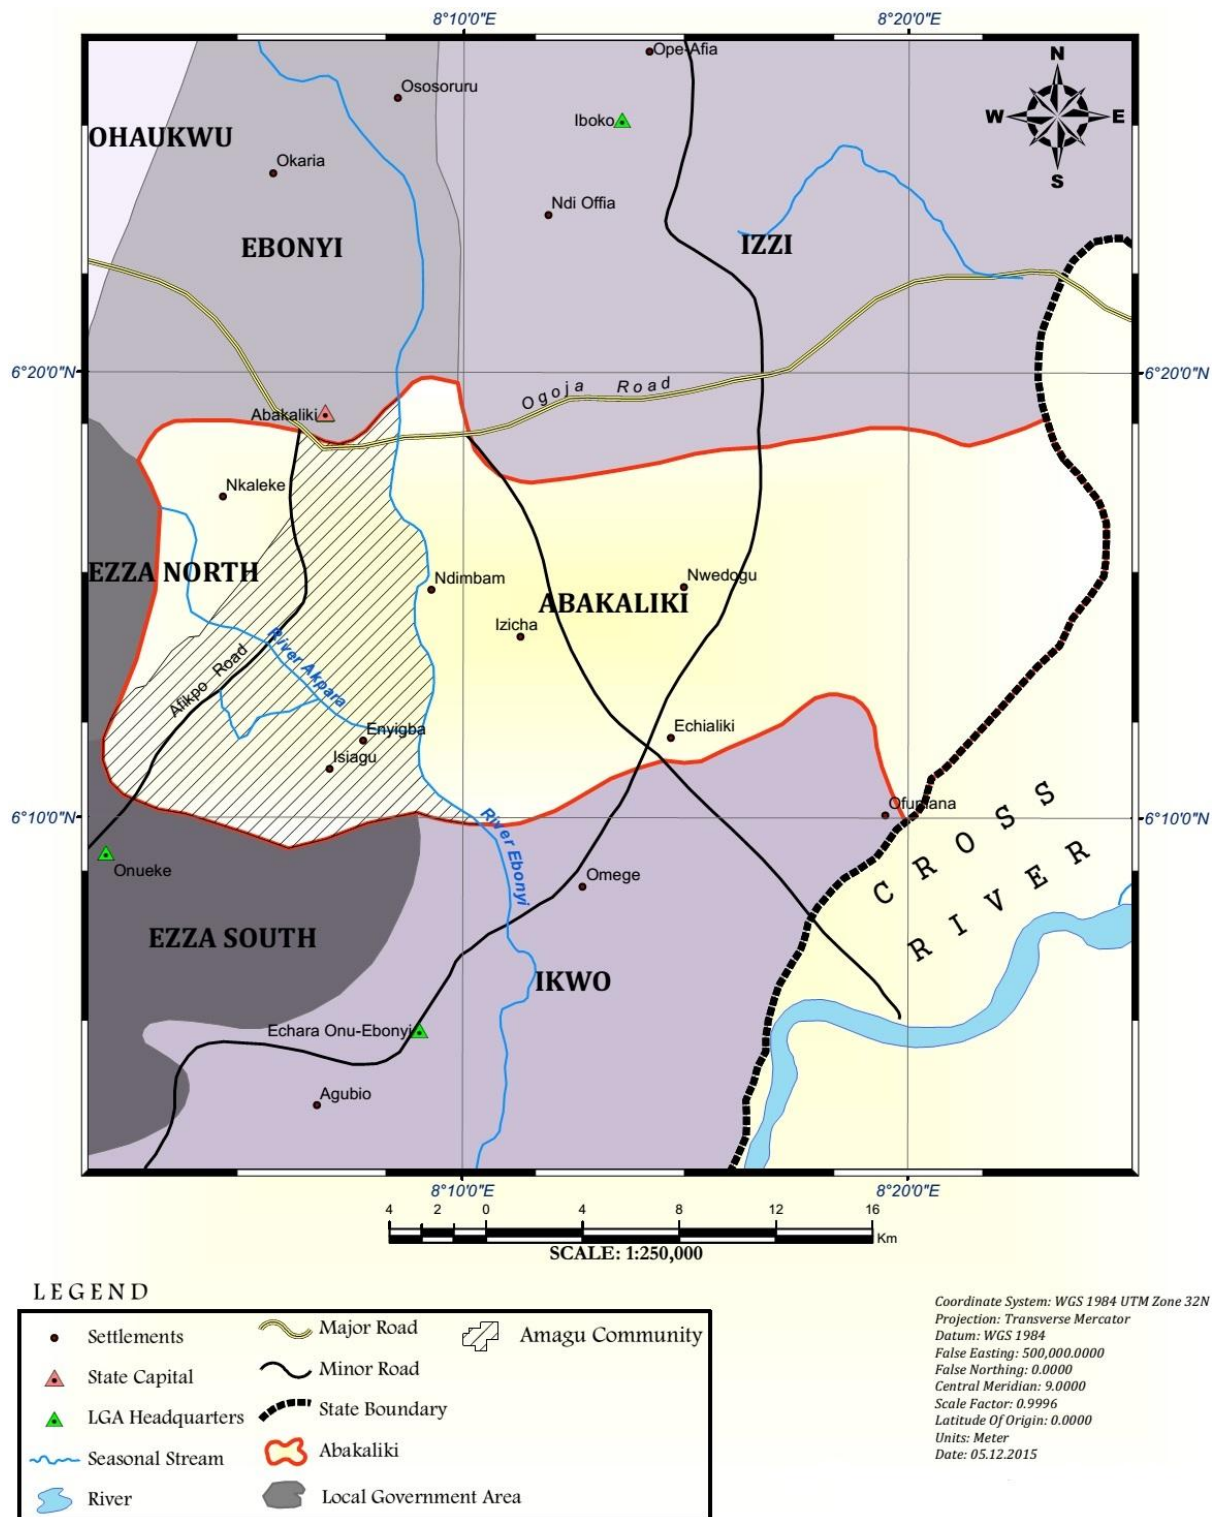 8°10'0"E
8°20'0"E
Ope-Afia
N
Ososoruru
Iboko
W
E
OHAUKWU
Okaria
S
Ndi Offia
EBONYI
IZZI
6°20'0"N
6°20'0"N
Ogoja Road
Abakaliki
Nkaleke
EZZA NORTH
Ndimbam
Nwedogu
ABAKALIKI
Izicha
River Akpara
Afikpo Road
Enyigba
Echialiki
Isiagu
Ofumana
6°10'0"N
6°10'0"N
River Ebonyi
CROSS
RIVER
Onueke
Omege
EZZA SOUTH
IKWO
Echara Onu-Ebonyi
Agubio
8°10'0"E
8°20'0"E
4 2 0 4 8 12 16
Km
SCALE: 1:250,000
LEGEND
Settlements
State Capital
LGA Headquarters
Seasonal Stream
River
Major Road
Minor Road
State Boundary
Abakaliki
Local Government Area
Amagu Community
Coordinate System: WGS 1984 UTM Zone 32N
Projection: Transverse Mercator
Datum: WGS 1984
False Easting: 500,000.0000
False Northing: 0.0000
Central Meridian: 9.0000
Scale Factor: 0.9996
Latitude Of Origin: 0.0000
Units: Meter
Date: 05.12.2015